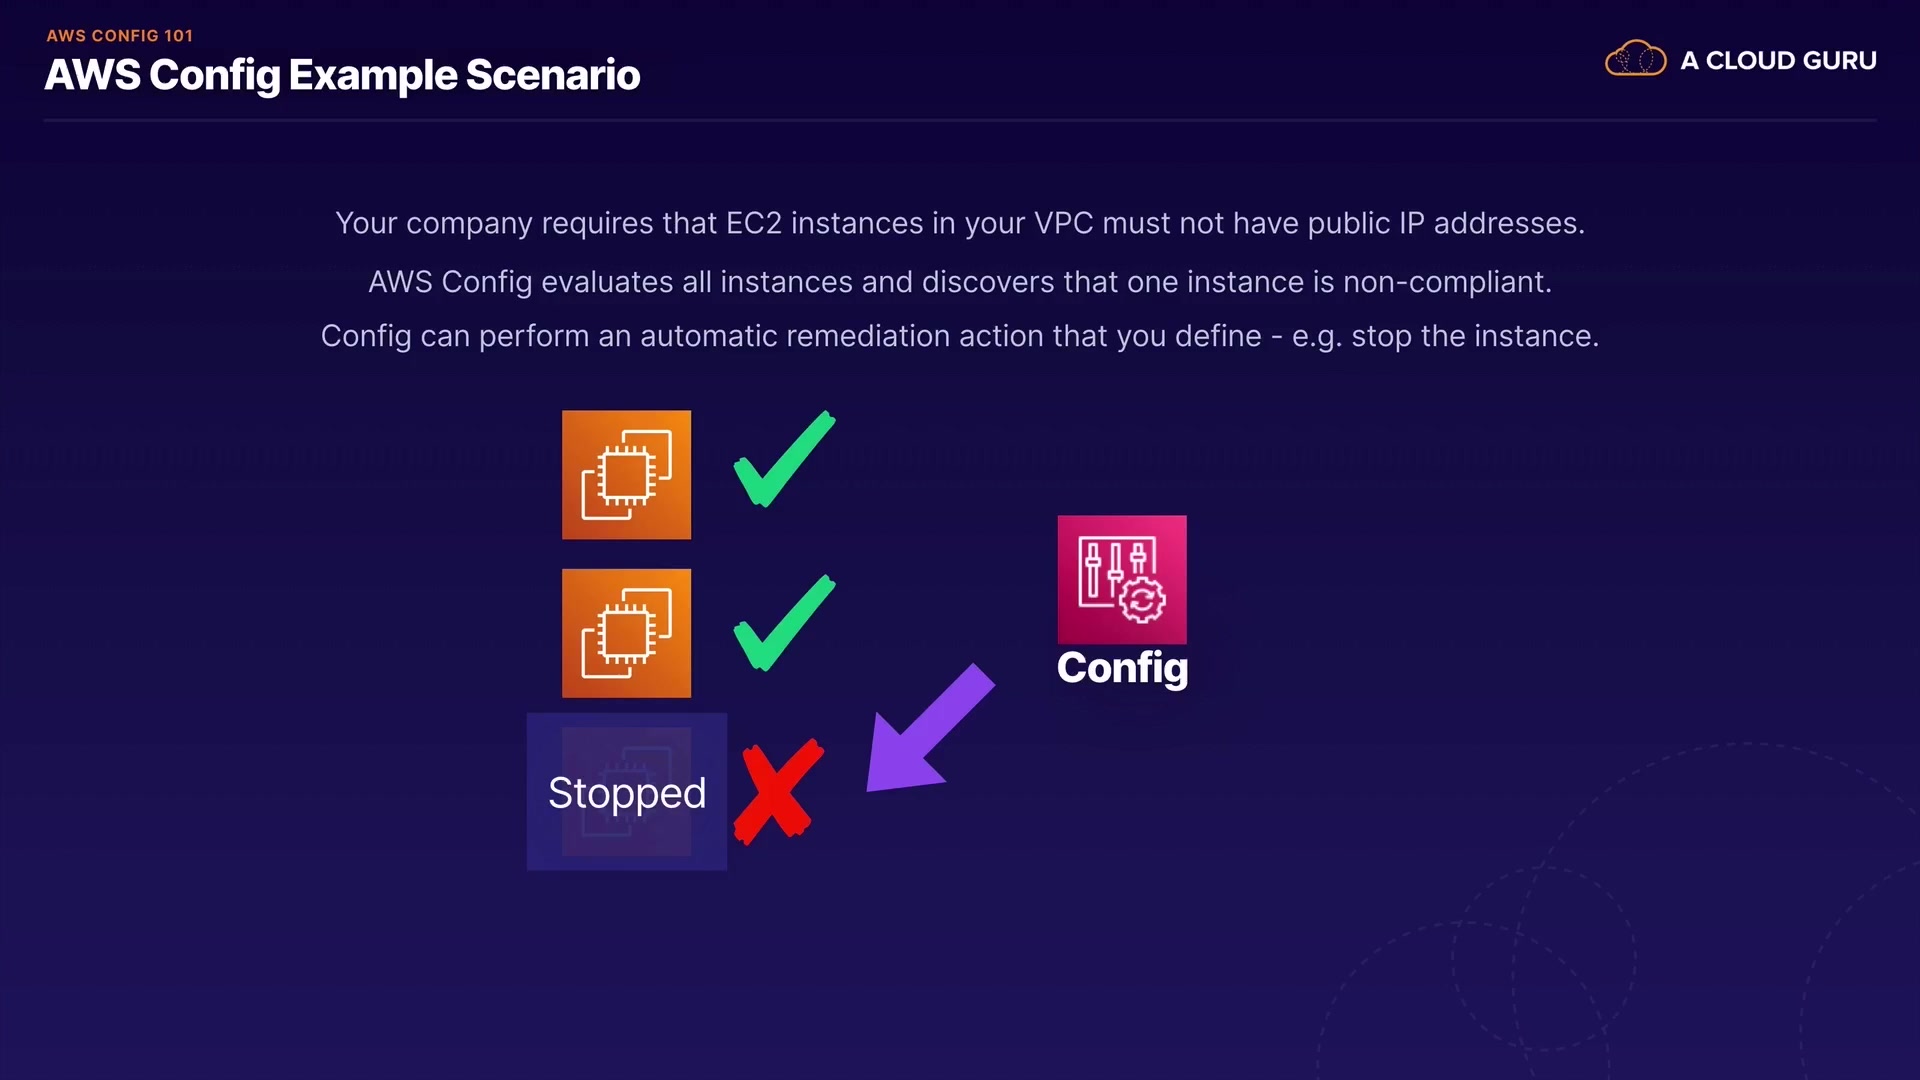 AWS CONFIG 101
AWS Config Example Scenario
A CLOUD GURU
Your company requires that EC2 instances in your VPC must not have public IP addresses.
AWS Config evaluates all instances and discovers that one instance is non-compliant.
Config can perform an automatic remediation action that you define - e.g. stop the instance.
Config
Stopped